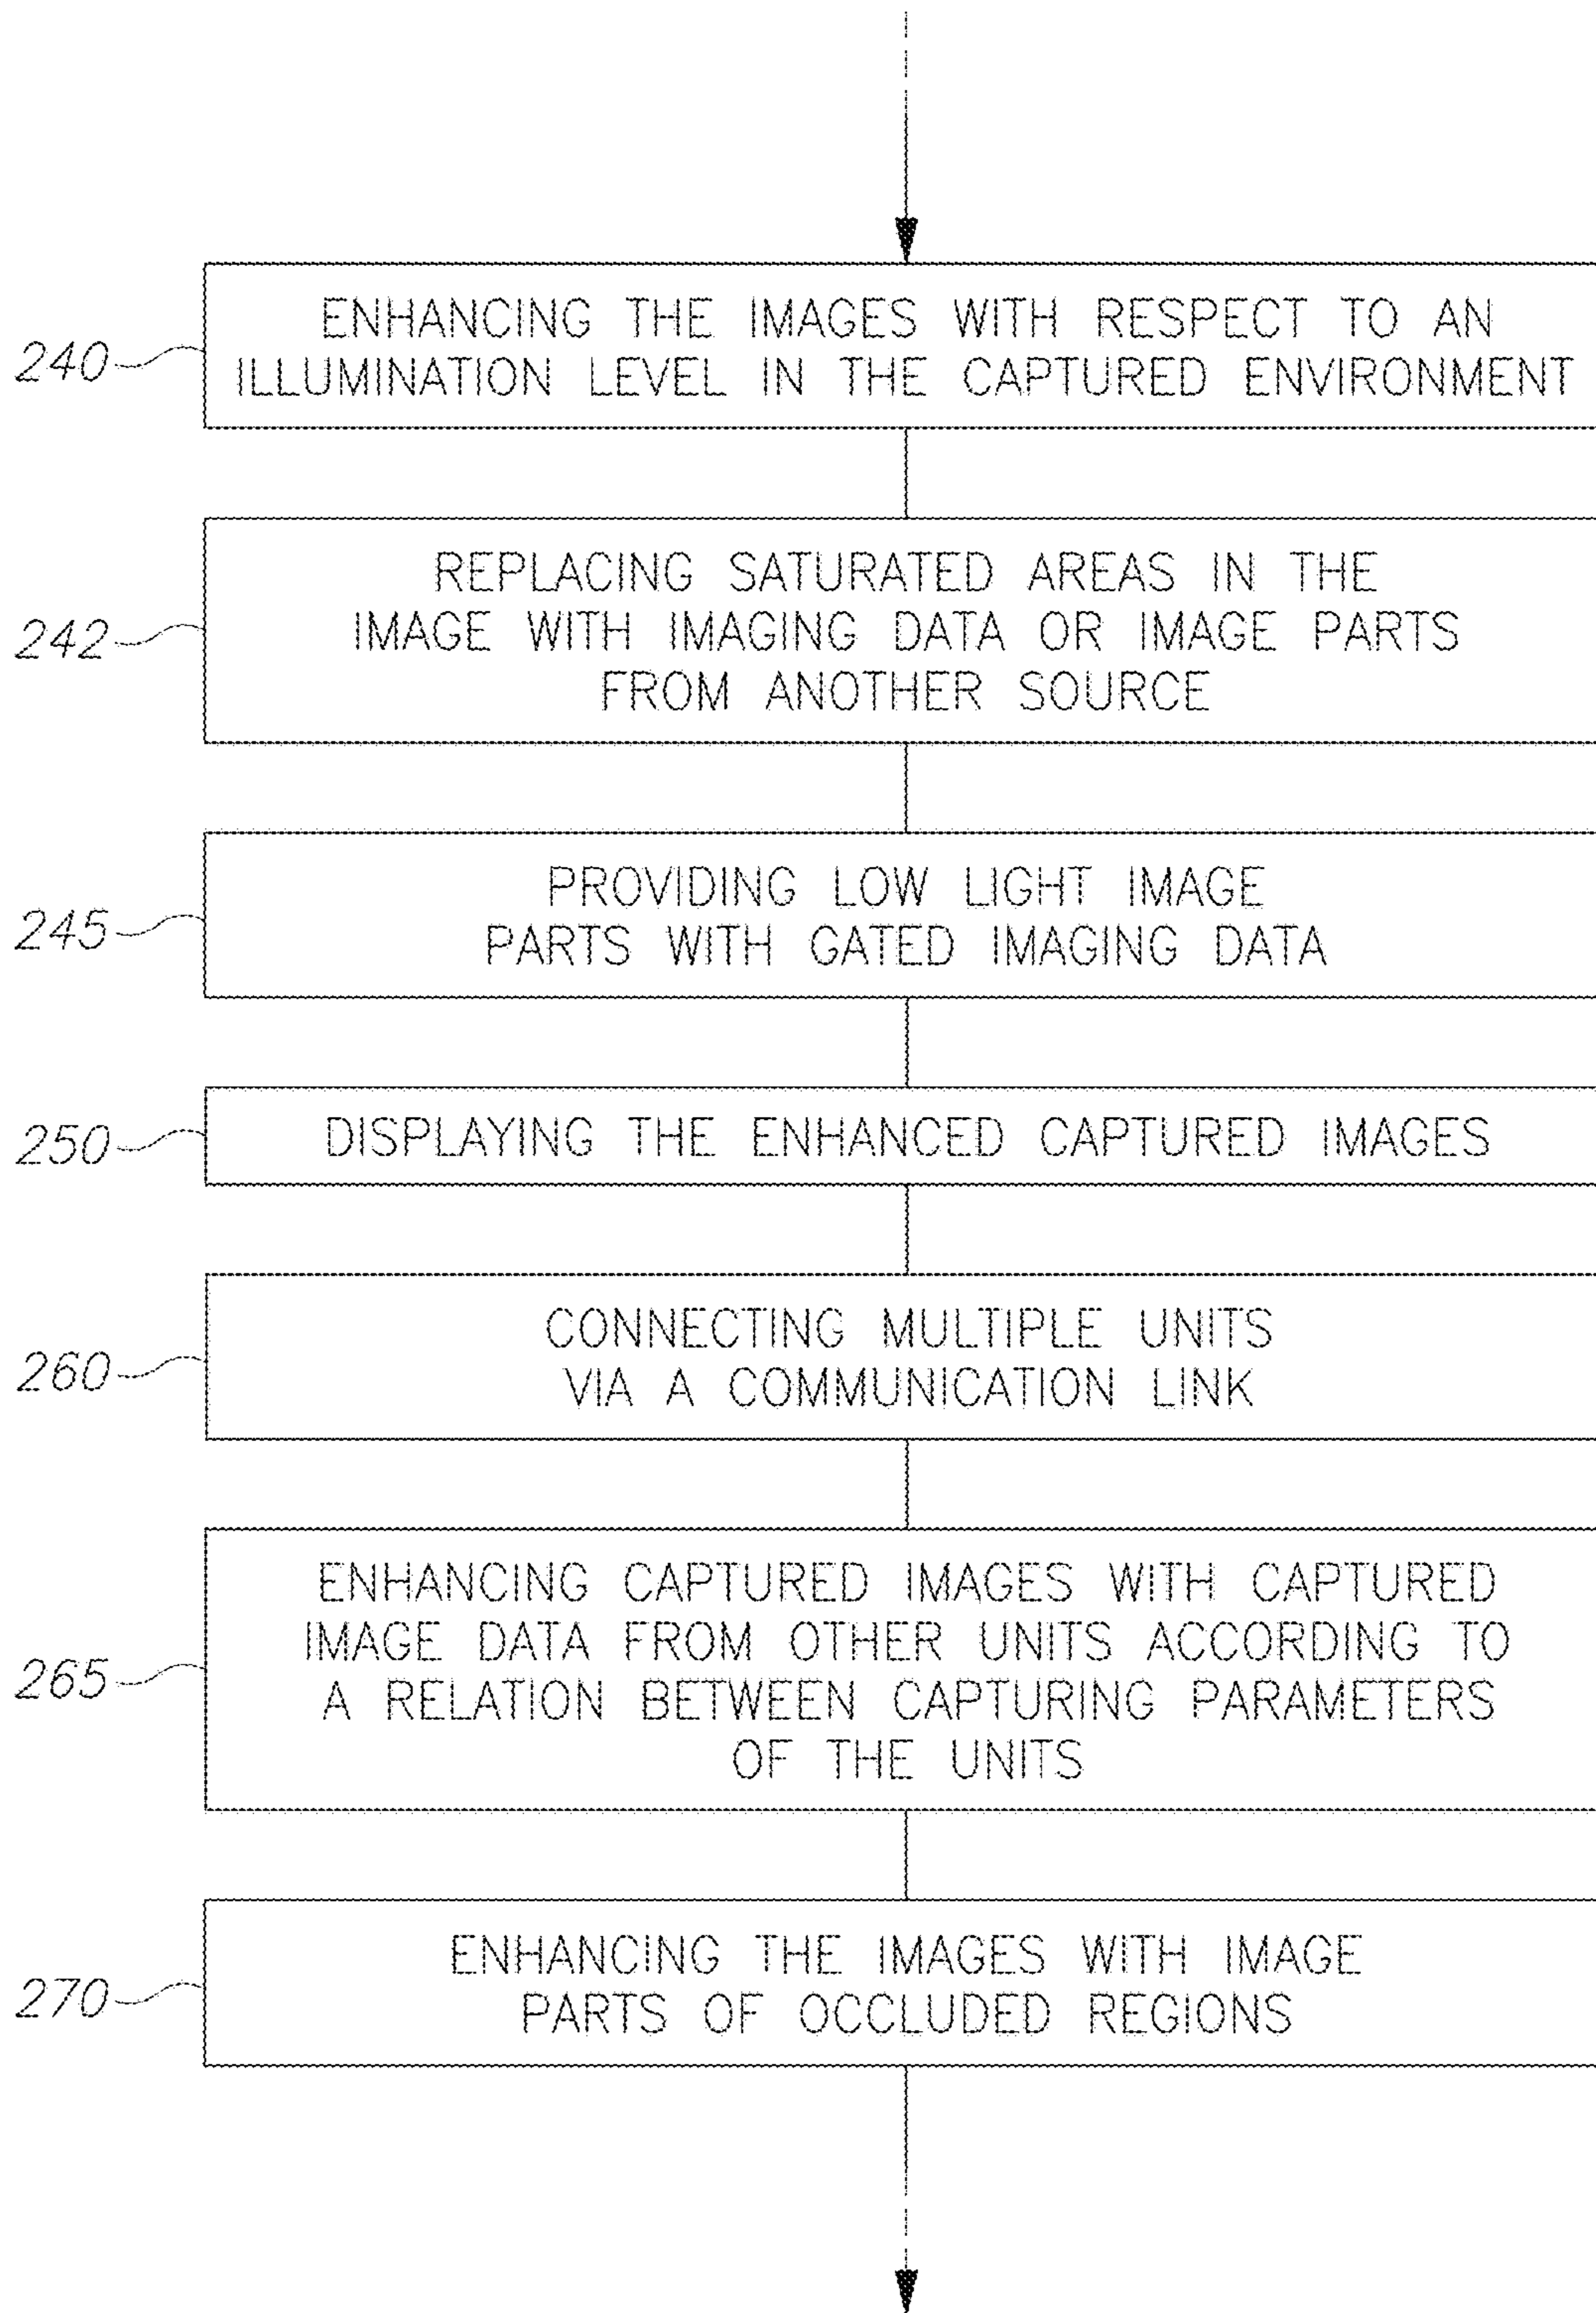 240
ENHANCING THE IMAGES WITH RESPECT TO AN
ILLUMINATION LEVEL IN THE CAPTURED ENVIRONMENT
242
REPLACING SATURATED AREAS IN THE
IMAGE WITH IMAGING DATA OR IMAGE PARTS
FROM ANOTHER SOURCE
245
PROVIDING LOW LIGHT IMAGE
PARTS WITH GATED IMAGING DATA
250
DISPLAYING THE ENHANCED CAPTURED IMAGES
260
CONNECTING MULTIPLE UNITS
VIA A COMMUNICATION LINK
265
ENHANCING CAPTURED IMAGES WITH CAPTURED
IMAGE DATA FROM OTHER UNITS ACCORDING TO
A RELATION BETWEEN CAPTURING PARAMETERS
OF THE UNITS
270
ENHANCING THE IMAGES WITH IMAGE
PARTS OF OCCLUDED REGIONS